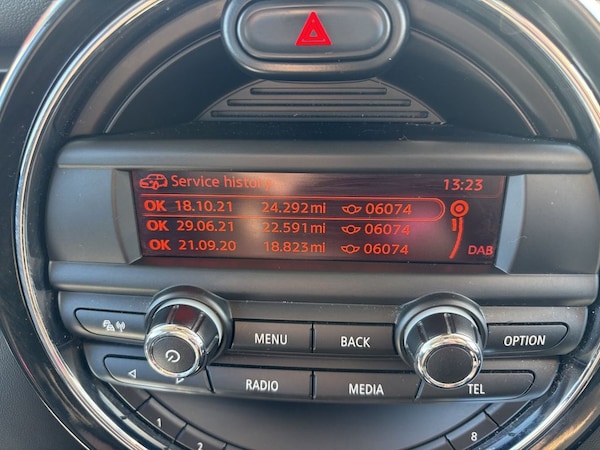 Service history 13:23
OK 18.10.21 24.292mi 06074
OK 29.06.21 22.591mi 06074
OK 21.09.20 18.823mi 06074
DAB
MENU BACK OPTION
RADIO MEDIA TEL
1 2 8